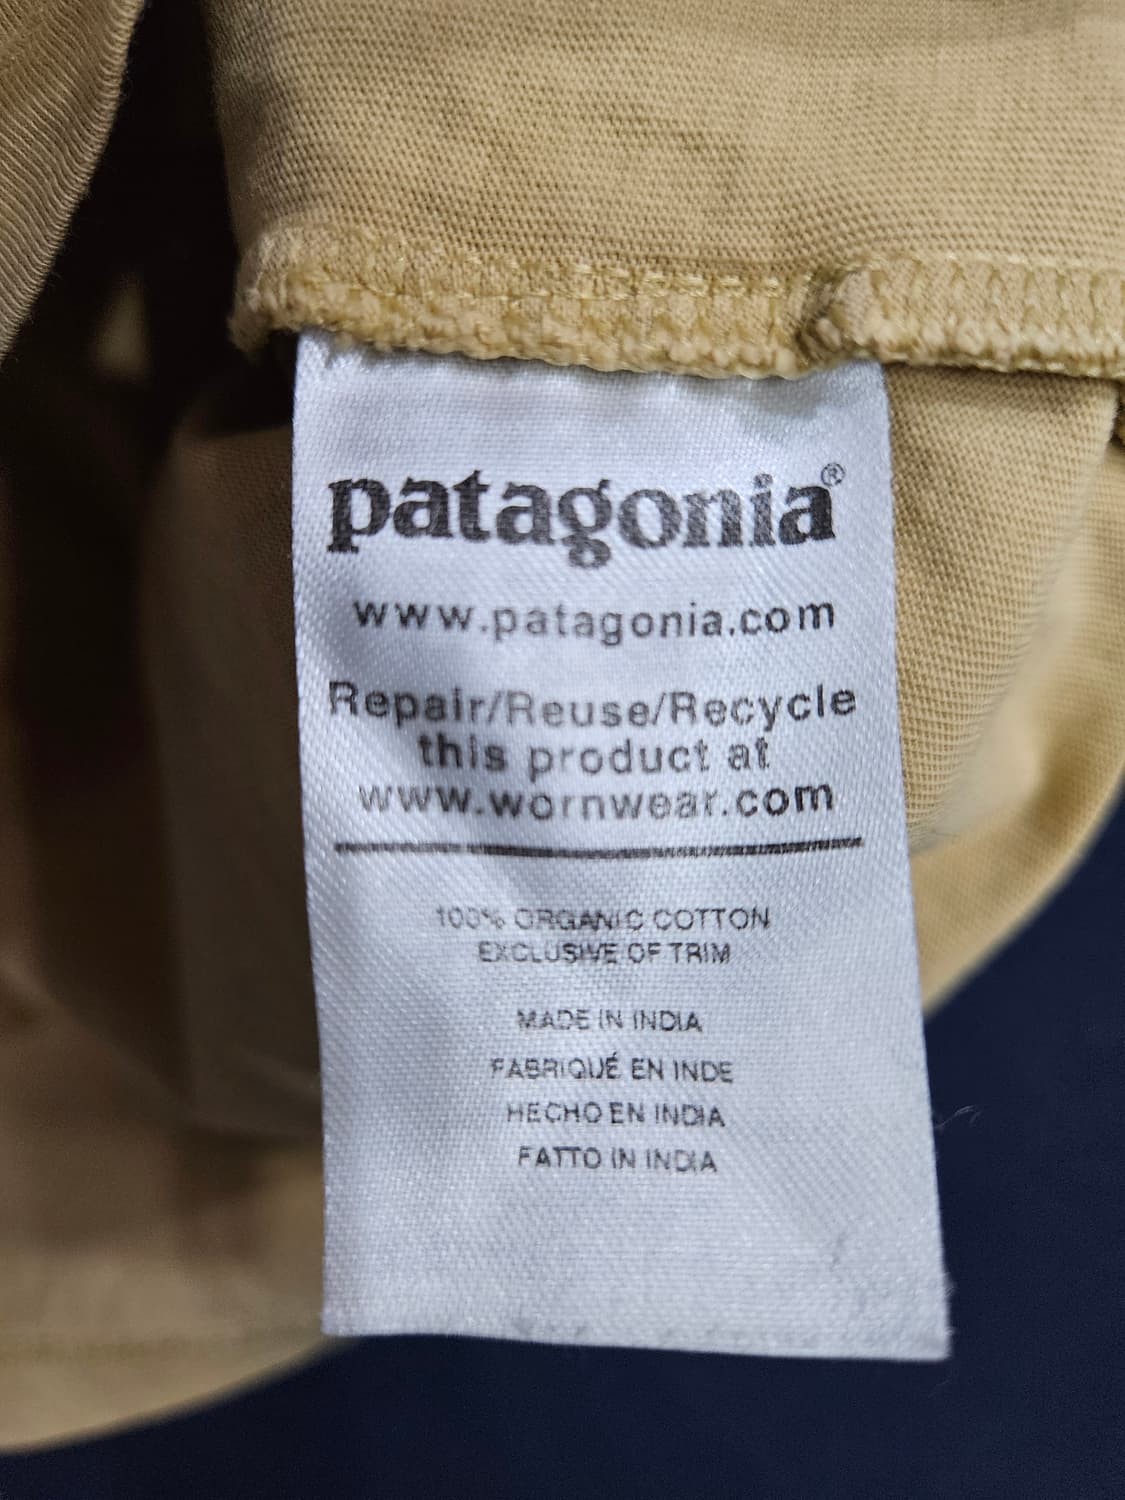 patagonia®
www.patagonia.com
Repair/Reuse/Recycle
this product at
www.wornwear.com
100% ORGANIC COTTON
EXCLUSIVE OF TRIM
MADE IN INDIA
FABRIQUÉ EN INDE
HECHO EN INDIA
FATTO IN INDIA